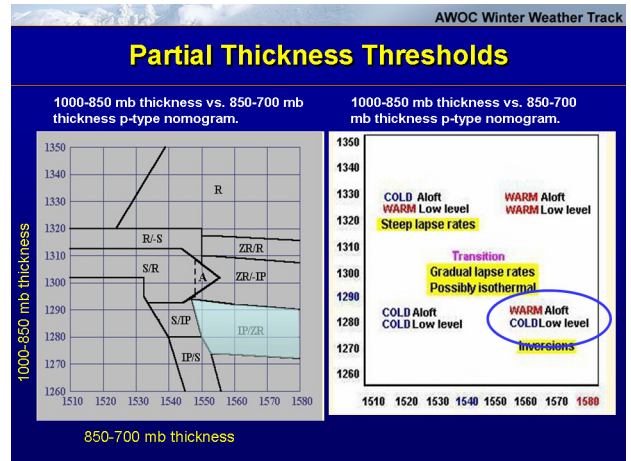 AWOC Winter Weather Track
Partial Thickness Thresholds
1000-850 mb thickness vs. 850-700 mb
thickness p-type nomogram.
1000-850 mb thickness vs. 850-700
mb thickness p-type nomogram.
1000-850 mb thickness
1350
1340
1330
1320
1310
1300
1290
1280
1270
1260
R
R/-S
ZR/R
S/R
A
ZR/-IP
S/IP
IP/ZR
IP/S
1510 1520 1530 1540 1550 1560 1570 1580
850-700 mb thickness
1350
1340
1330
1320
1310
1300
1290
1280
1270
1260
COLD Aloft
WARM Low level
Steep lapse rates
WARM Aloft
WARM Low level
Transition
Gradual lapse rates
Possibly isothermal
COLD Aloft
COLD Low level
WARM Aloft
COLD Low level
Inversions
1510 1520 1530 1540 1550 1560 1570 1580